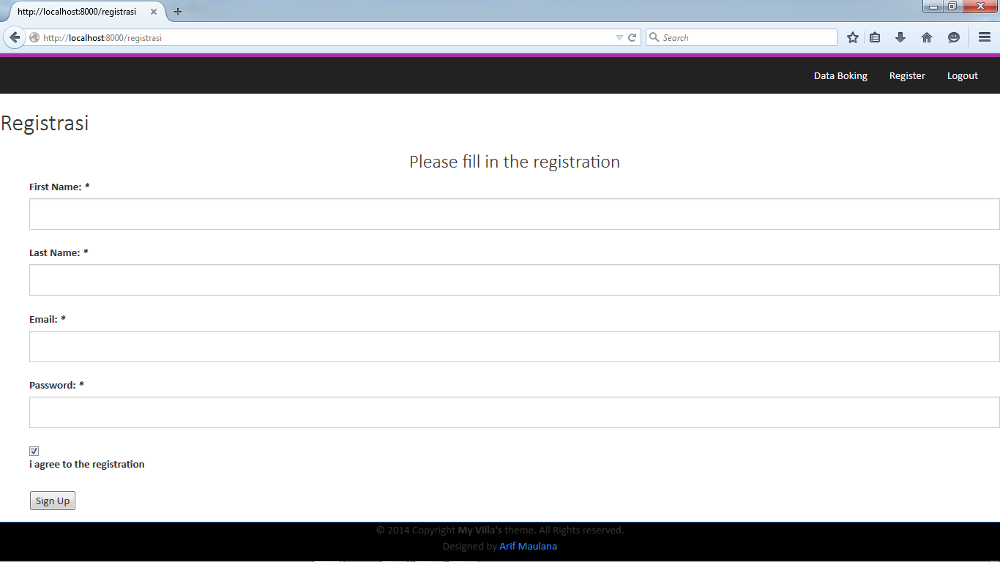 http://localhost:8000/registrasi
http://localhost:8000/registrasi
Search
Data Boking Register Logout
Registrasi
Please fill in the registration
First Name: *
Last Name: *
Email: *
Password: *
i agree to the registration
Sign Up
© 2014 Copyright My Villa's theme. All Rights reserved.
Designed by Arif Maulana